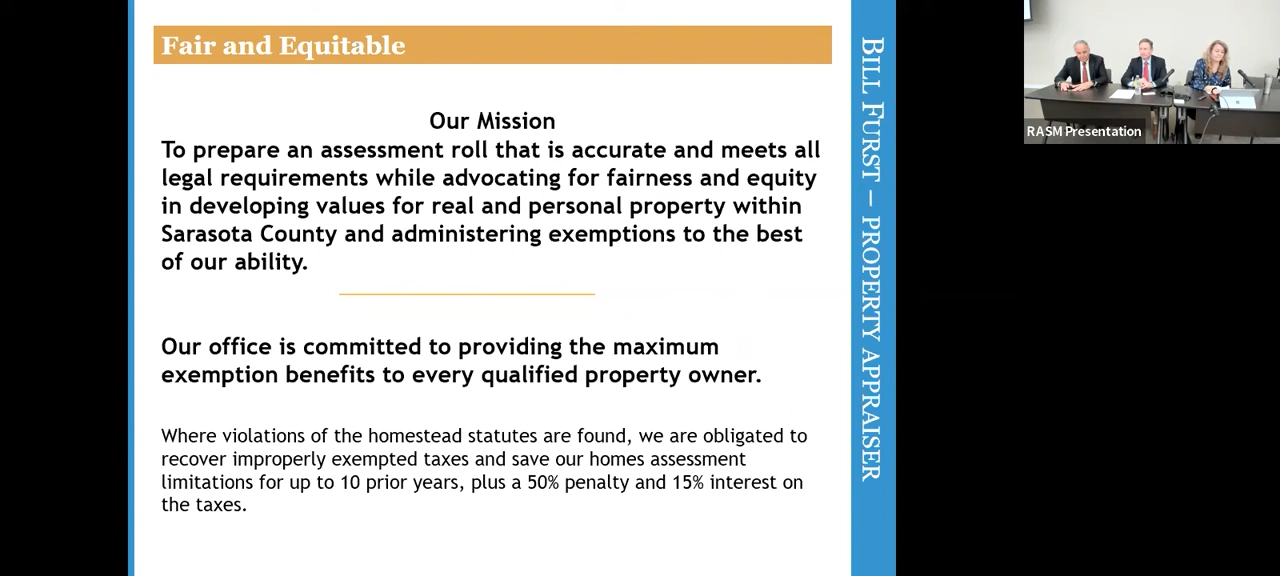 Fair and Equitable
Our Mission
To prepare an assessment roll that is accurate and meets all
legal requirements while advocating for fairness and equity
in developing values for real and personal property within
Sarasota County and administering exemptions to the best
of our ability.
Our office is committed to providing the maximum
exemption benefits to every qualified property owner.
Where violations of the homestead statutes are found, we are obligated to
recover improperly exempted taxes and save our homes assessment
limitations for up to 10 prior years, plus a 50% penalty and 15% interest on
the taxes.
BILL FURST – PROPERTY APPRAISER
RASM Presentation